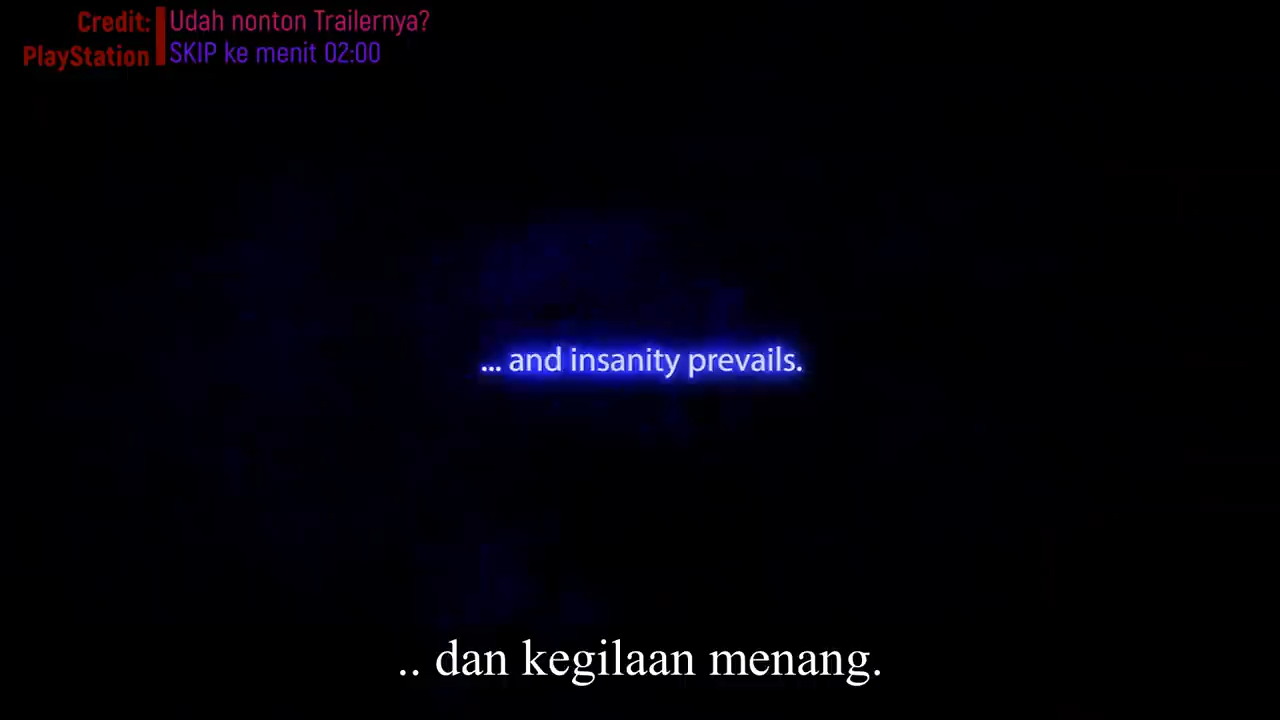 Credit:
PlayStation
Udah nonton Trailernya?
SKIP ke menit 02:00
... and insanity prevails.
.. dan kegilaan menang.